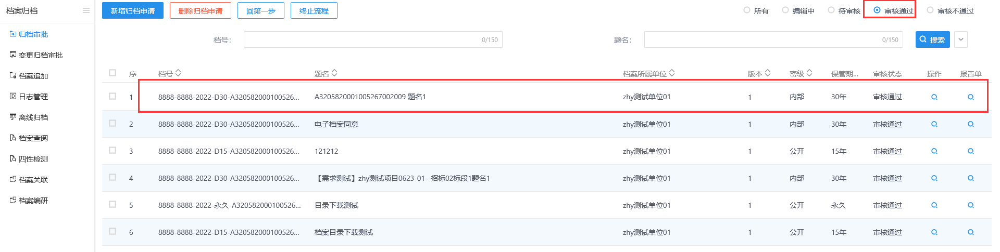 档案归档
归档审批
变更归档审批
档案追加
日志管理
离线归档
档案查阅
四性检测
档案关联
档案编研
新增归档申请 删除归档申请 回第一步 终止流程
所有 编辑中 待审核 审核通过 审核不通过
档号: 0/150 题名: 0/150 搜索
序 档号 题名 档案所属单位 版本 密级 保管期... 审核状态 操作 报告单
1 8888-8888-2022-D30-A320582000100526... A3205820001005267002009 题名1 zhy测试单位01 1 内部 30年 审核通过
2 8888-8888-2022-D30-A320582000100526... 电子档案同意 zhy测试单位01 1 内部 30年 审核通过
3 8888-8888-2022-D15-A320582000100526... 121212 zhy测试单位01 1 公开 15年 审核通过
4 8888-8888-2022-D30-A320582000100526... 【需求测试】zhy测试项目0623-01--招标02标段1题名1 zhy测试单位01 1 内部 30年 审核通过
5 8888-8888-2022-永久-A320582000100526... 目录下载测试 zhy测试单位01 1 公开 永久 审核通过
6 8888-8888-2022-D15-A320582000100526... 档案目录下载测试 zhy测试单位01 1 公开 15年 审核通过